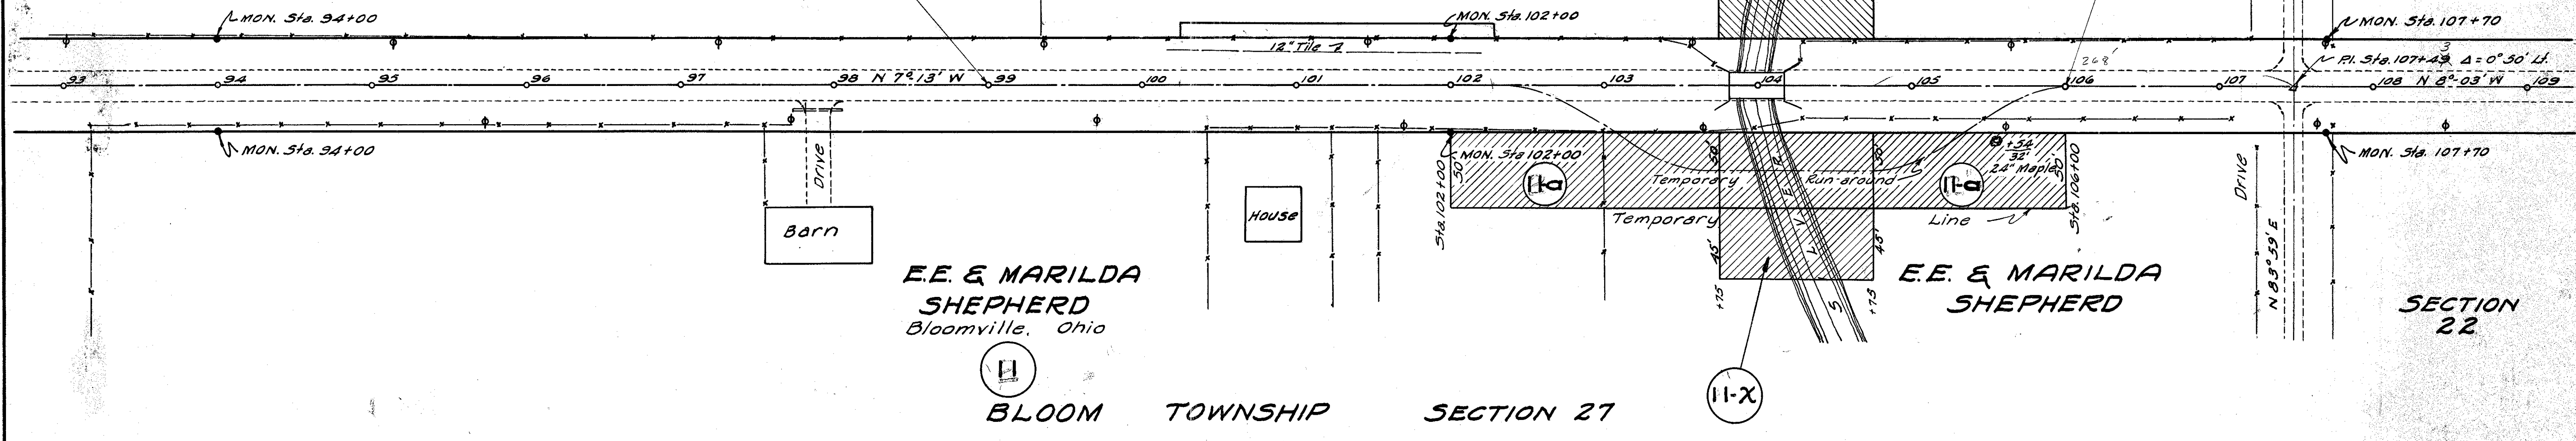 MON. Sta. 94+00
MON. Sta. 102+00
MON. Sta. 107+70
12" Tile
3
268'
P.I. Sta. 107+49 Δ = 0° 50' Lt.
93
94
95
96
97
98
N 7° 13' W
99
100
101
102
103
104
105
106
107
108
N 8°-03' W
109
MON. Sta. 94+00
Drive
Barn
House
Sta. 102+00
50'
MON. Sta 102+00
11-a
Temporary
Run-around
50'
50'
11-a
+54
32'
24" Maple
50'
Sta. 106+00
MON. Sta. 107+70
Drive
N 83° 59' E
Temporary
Line
45'
45'
+75
+75
S I L V E R
E.E. & MARILDA
SHEPHERD
Bloomville, Ohio
11
E.E. & MARILDA
SHEPHERD
SECTION
22
11-X
BLOOM TOWNSHIP SECTION 27